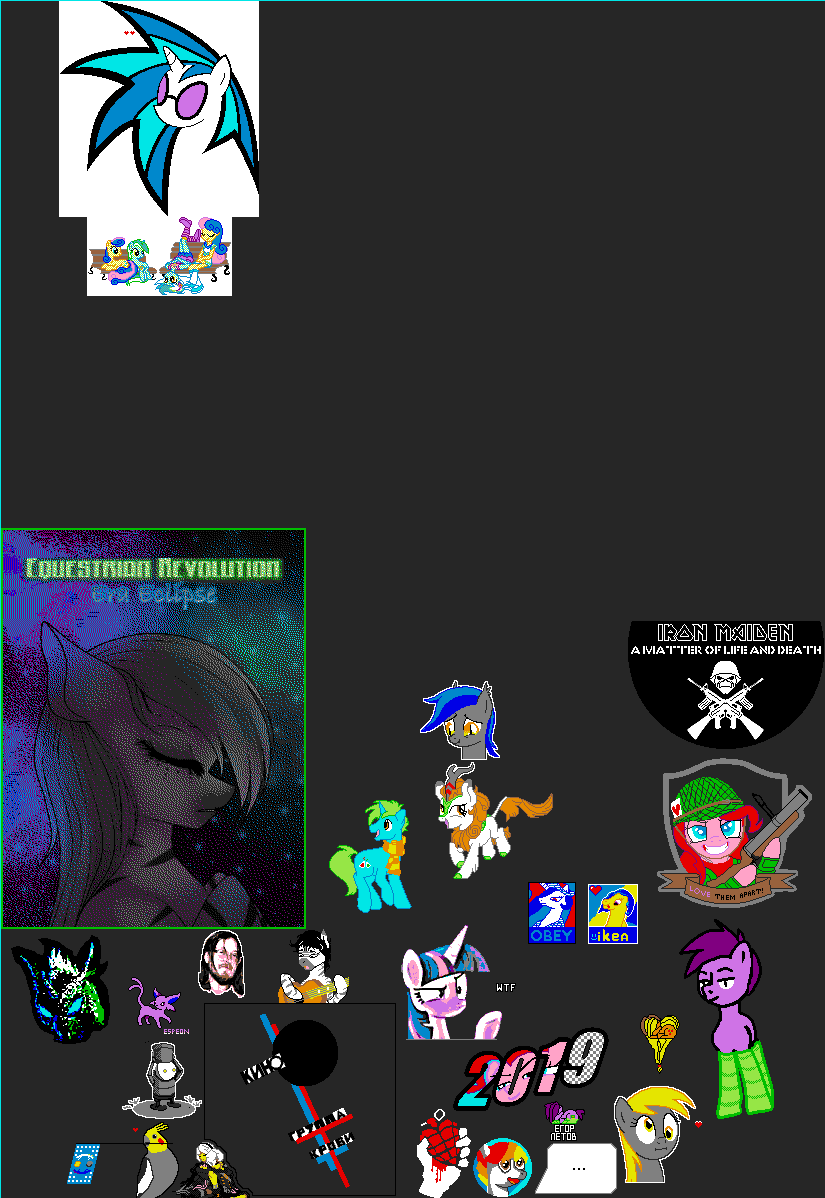 EQUESTRIAN REVOLUTION
Era Eclipse
IRON MAIDEN
A MATTER OF LIFE AND DEATH
LOVE THEM APART!
OBEY
WTF
ESPEON
КИНО
ГРУППА
КРОВИ
2019
ЕГОР
ЛЕТОВ
...